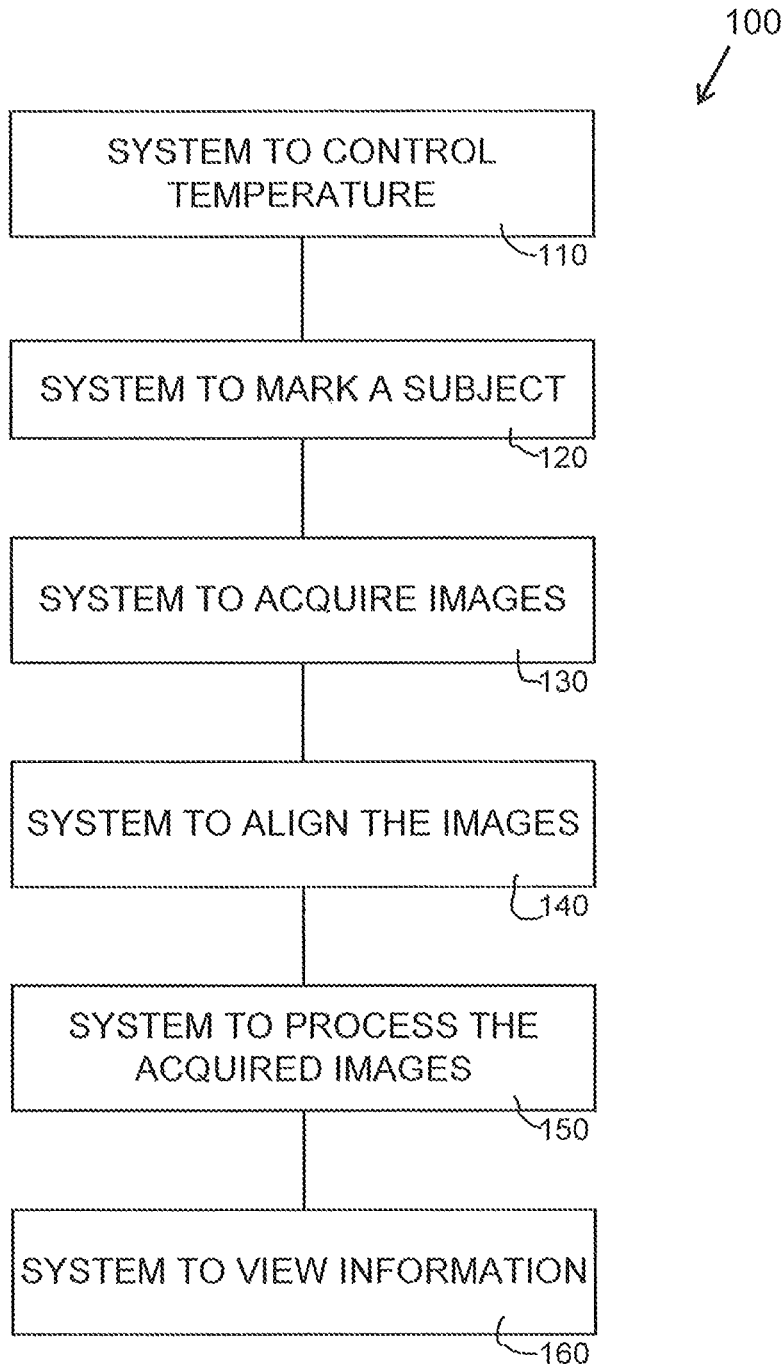 100
SYSTEM TO CONTROL
TEMPERATURE
110
SYSTEM TO MARK A SUBJECT
120
SYSTEM TO ACQUIRE IMAGES
130
SYSTEM TO ALIGN THE IMAGES
140
SYSTEM TO PROCESS THE
ACQUIRED IMAGES
150
SYSTEM TO VIEW INFORMATION
160